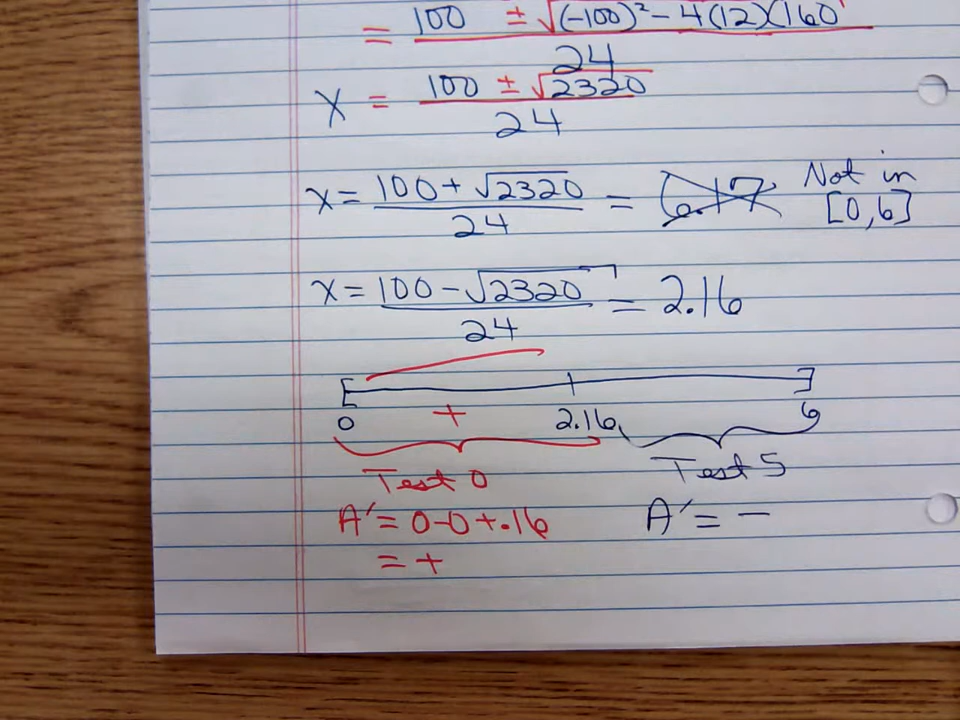 = 100 ± √(-100)² - 4(12)(160)
24
X = 100 ± √2320
24
x = 100 + √2320 = 6.17 Not in
24 [0,6]
x = 100 - √2320 = 2.16
24
[ ]
0 + 2.16 6
Test 0 Test 5
A' = 0-0+.16 A' = -
= +